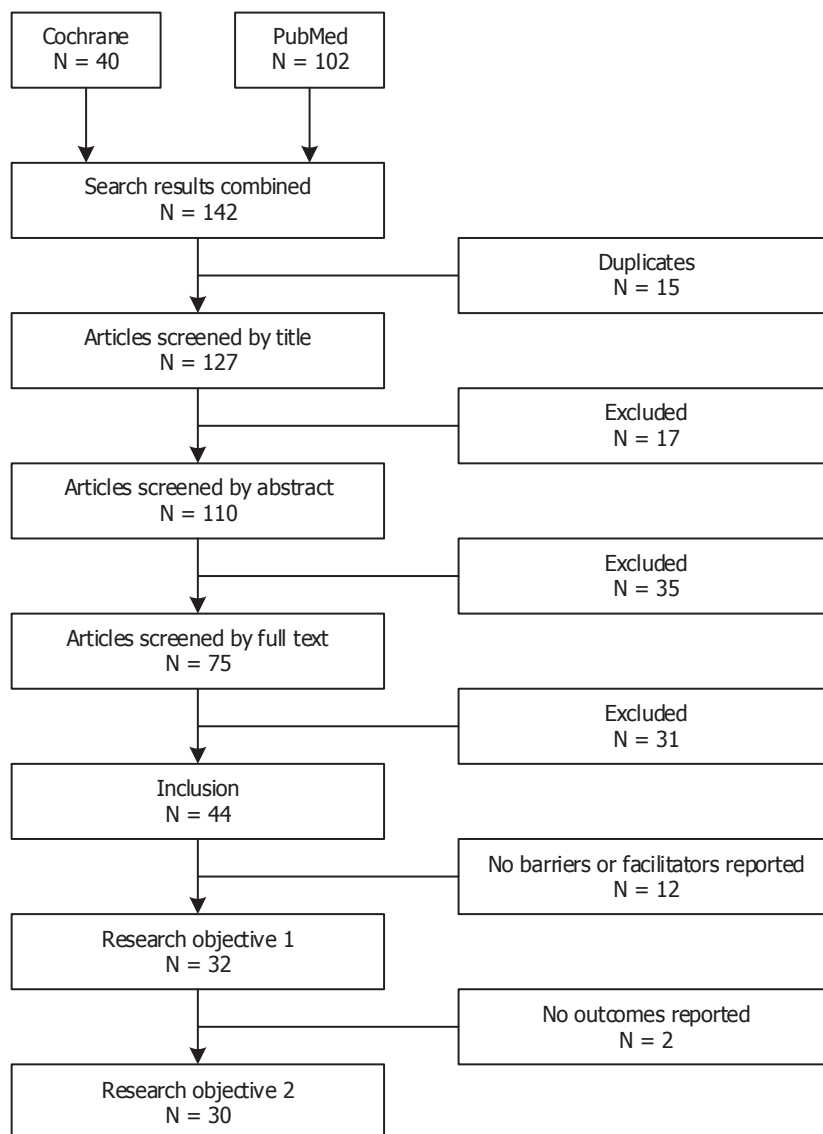 Cochrane
N = 40
PubMed
N = 102
Search results combined
N = 142
Duplicates
N = 15
Articles screened by title
N = 127
Excluded
N = 17
Articles screened by abstract
N = 110
Excluded
N = 35
Articles screened by full text
N = 75
Excluded
N = 31
Inclusion
N = 44
No barriers or facilitators reported
N = 12
Research objective 1
N = 32
No outcomes reported
N = 2
Research objective 2
N = 30